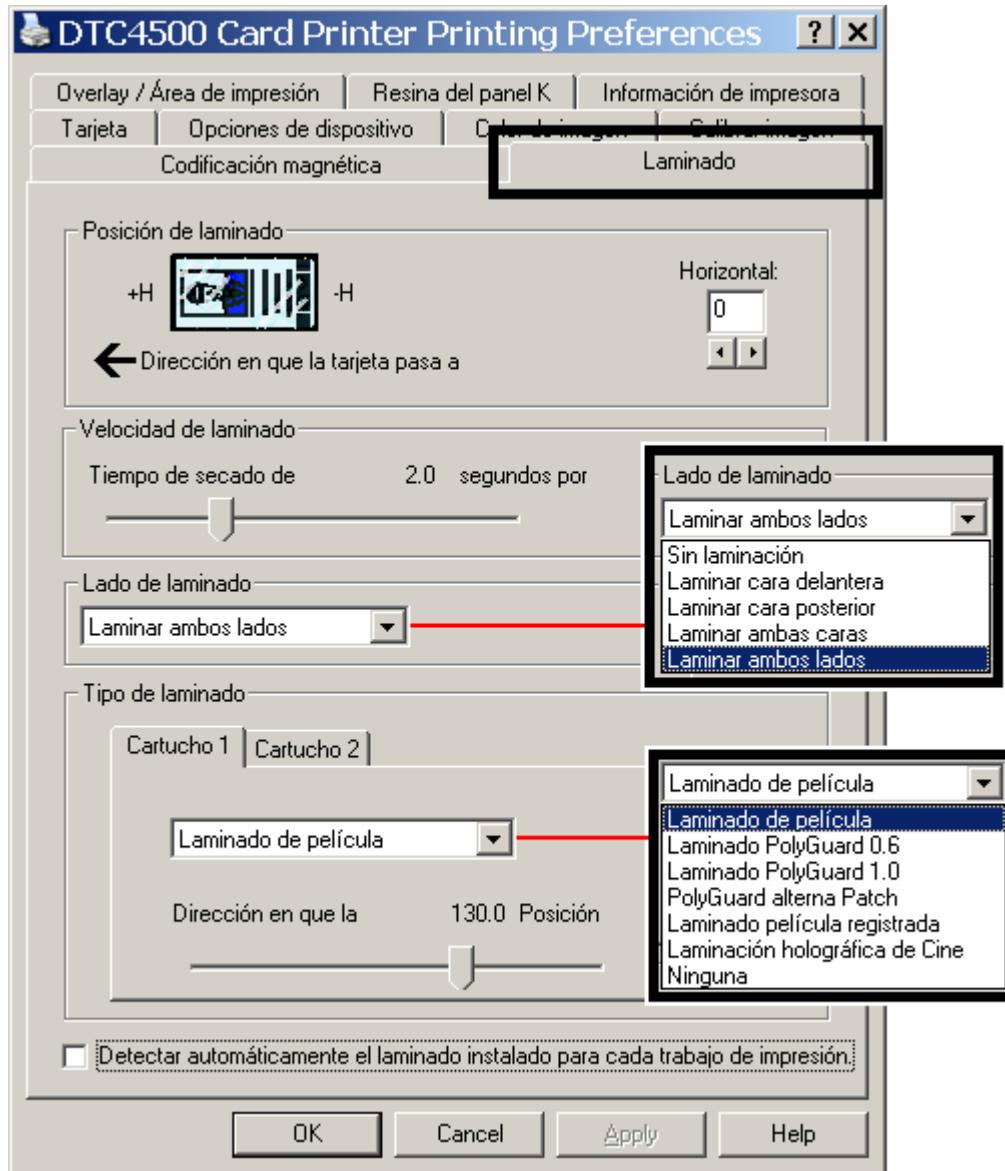 DTC4500 Card Printer Printing Preferences
Overlay / Área de impresión
Resina del panel K
Información de impresora
Tarjeta
Opciones de dispositivo
Color de imagen
Calibrar imagen
Codificación magnética
Laminado
Posición de laminado
+H
-H
Horizontal:
0
Dirección en que la tarjeta pasa a
Velocidad de laminado
Tiempo de secado de 2.0 segundos por
Lado de laminado
Laminar ambos lados
Lado de laminado
Laminar ambos lados
Sin laminación
Laminar cara delantera
Laminar cara posterior
Laminar ambas caras
Laminar ambos lados
Tipo de laminado
Cartucho 1
Cartucho 2
Laminado de película
Dirección en que la 130.0 Posición
Laminado de película
Laminado de película
Laminado PolyGuard 0.6
Laminado PolyGuard 1.0
PolyGuard alterna Patch
Laminado película registrada
Laminación holográfica de Cine
Ninguna
Detectar automáticamente el laminado instalado para cada trabajo de impresión.
OK
Cancel
Apply
Help